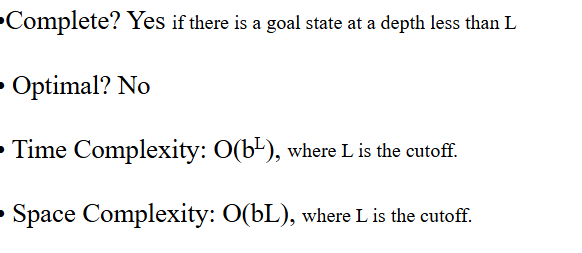 •Complete? Yes if there is a goal state at a depth less than L
• Optimal? No
• Time Complexity: O(bᴸ), where L is the cutoff.
• Space Complexity: O(bL), where L is the cutoff.